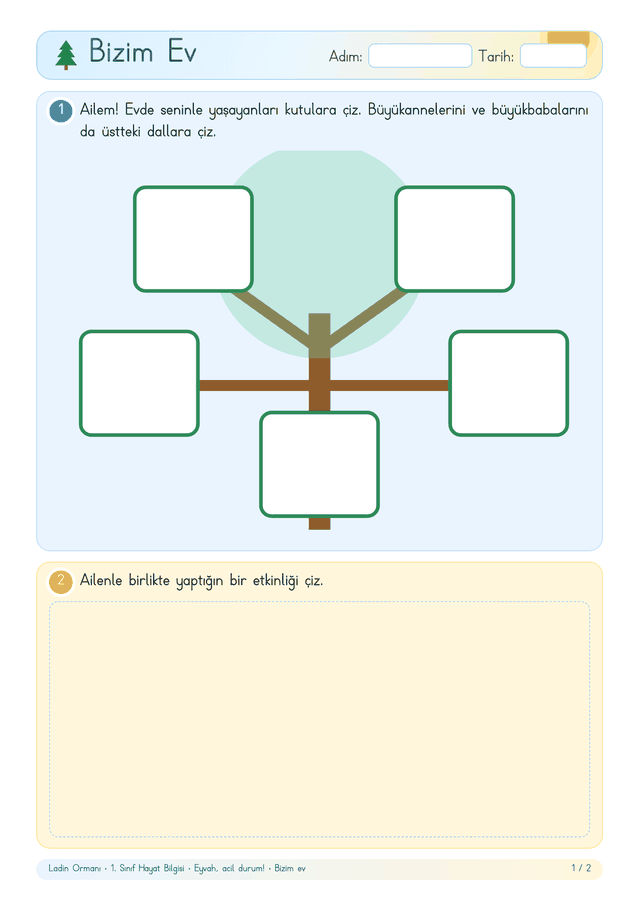 Bizim Ev
Adım:
Tarih:
1
Ailem! Evde seninle yaşayanları kutulara çiz. Büyükannelerini ve büyükbabalarını
da üstteki dallara çiz.
2
Ailenle birlikte yaptığın bir etkinliği çiz.
Ladin Ormanı • 1. Sınıf Hayat Bilgisi • Eyvah, acil durum! • Bizim ev
1 / 2